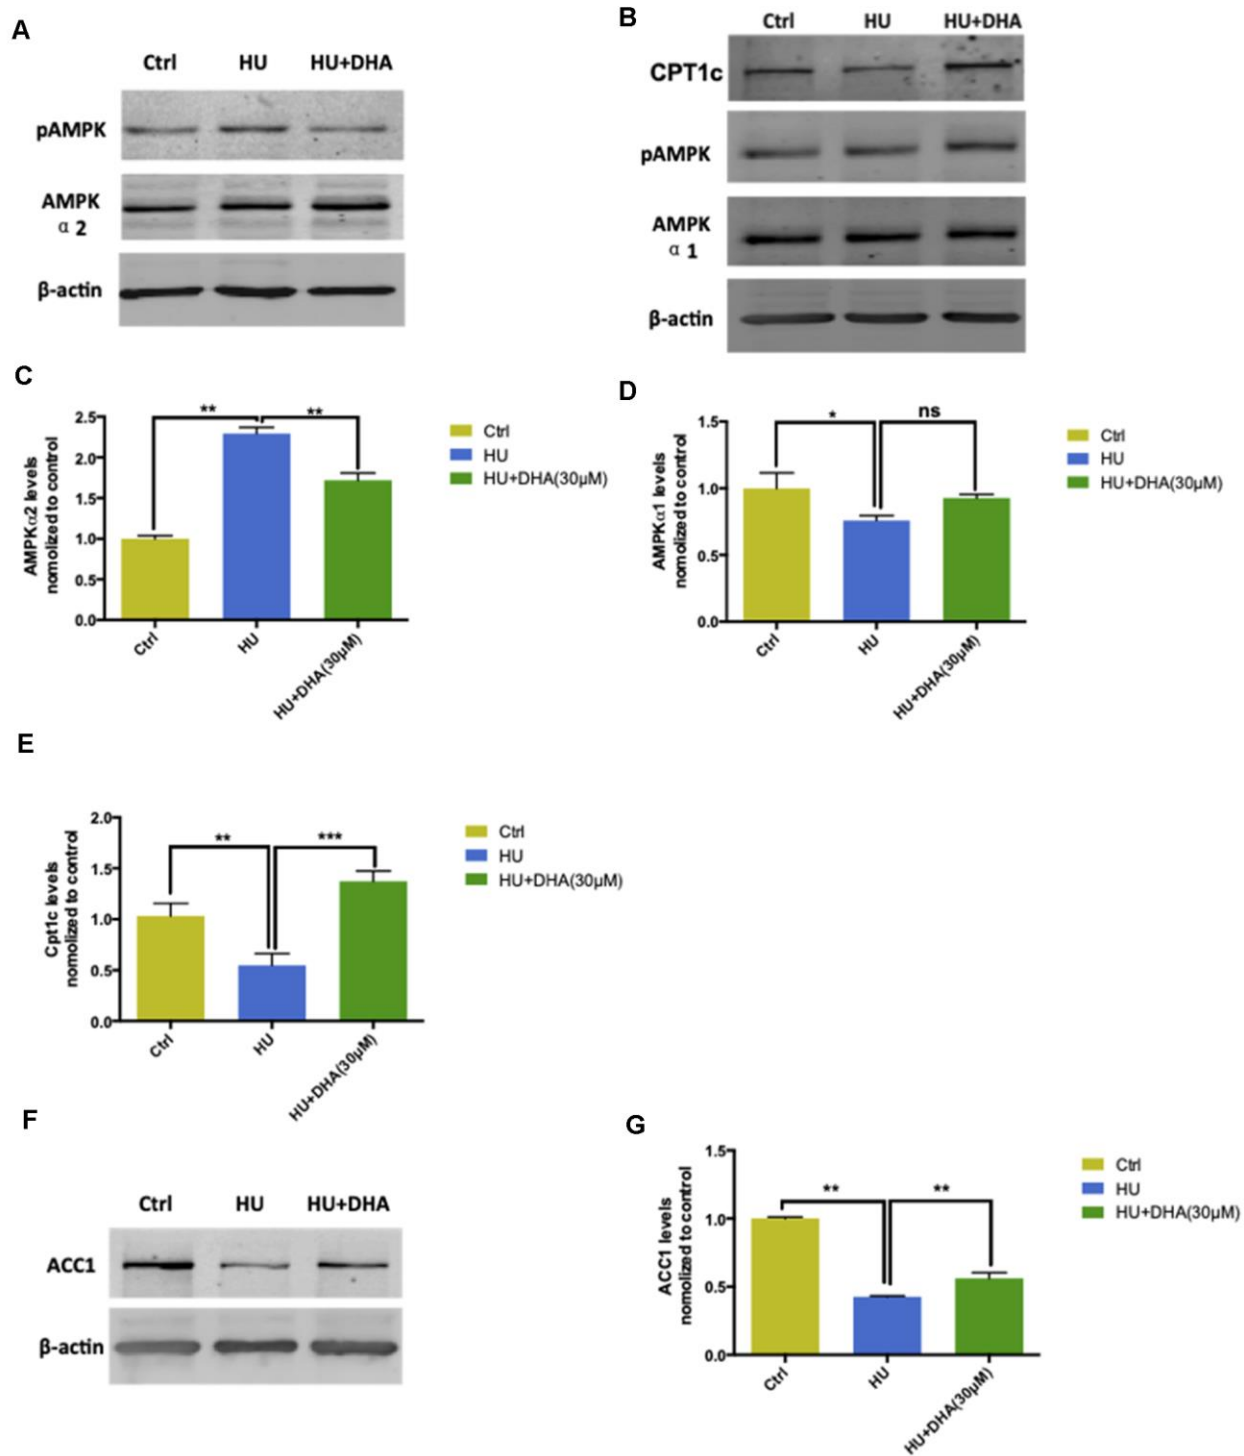 A
Ctrl HU HU+DHA
pAMPK
AMPK
α 2
β-actin
B
Ctrl HU HU+DHA
CPT1c
pAMPK
AMPK
α 1
β-actin
C
AMPKα2 levels
nomolized to control
2.5
2.0
1.5
1.0
0.5
0.0
** **
Ctrl
HU
HU+DHA(30μM)
Ctrl
HU
HU+DHA(30μM)
D
AMPKα1 levels
nomolized to control
1.5
1.0
0.5
0.0
* ns
Ctrl
HU
HU+DHA(30μM)
Ctrl
HU
HU+DHA(30μM)
E
Cpt1c levels
nomolized to control
2.0
1.5
1.0
0.5
0.0
** ***
Ctrl
HU
HU+DHA(30μM)
Ctrl
HU
HU+DHA(30μM)
F
Ctrl HU HU+DHA
ACC1
β-actin
G
ACC1 levels
nomolized to control
1.5
1.0
0.5
0.0
** **
Ctrl
HU
HU+DHA(30μM)
Ctrl
HU
HU+DHA(30μM)